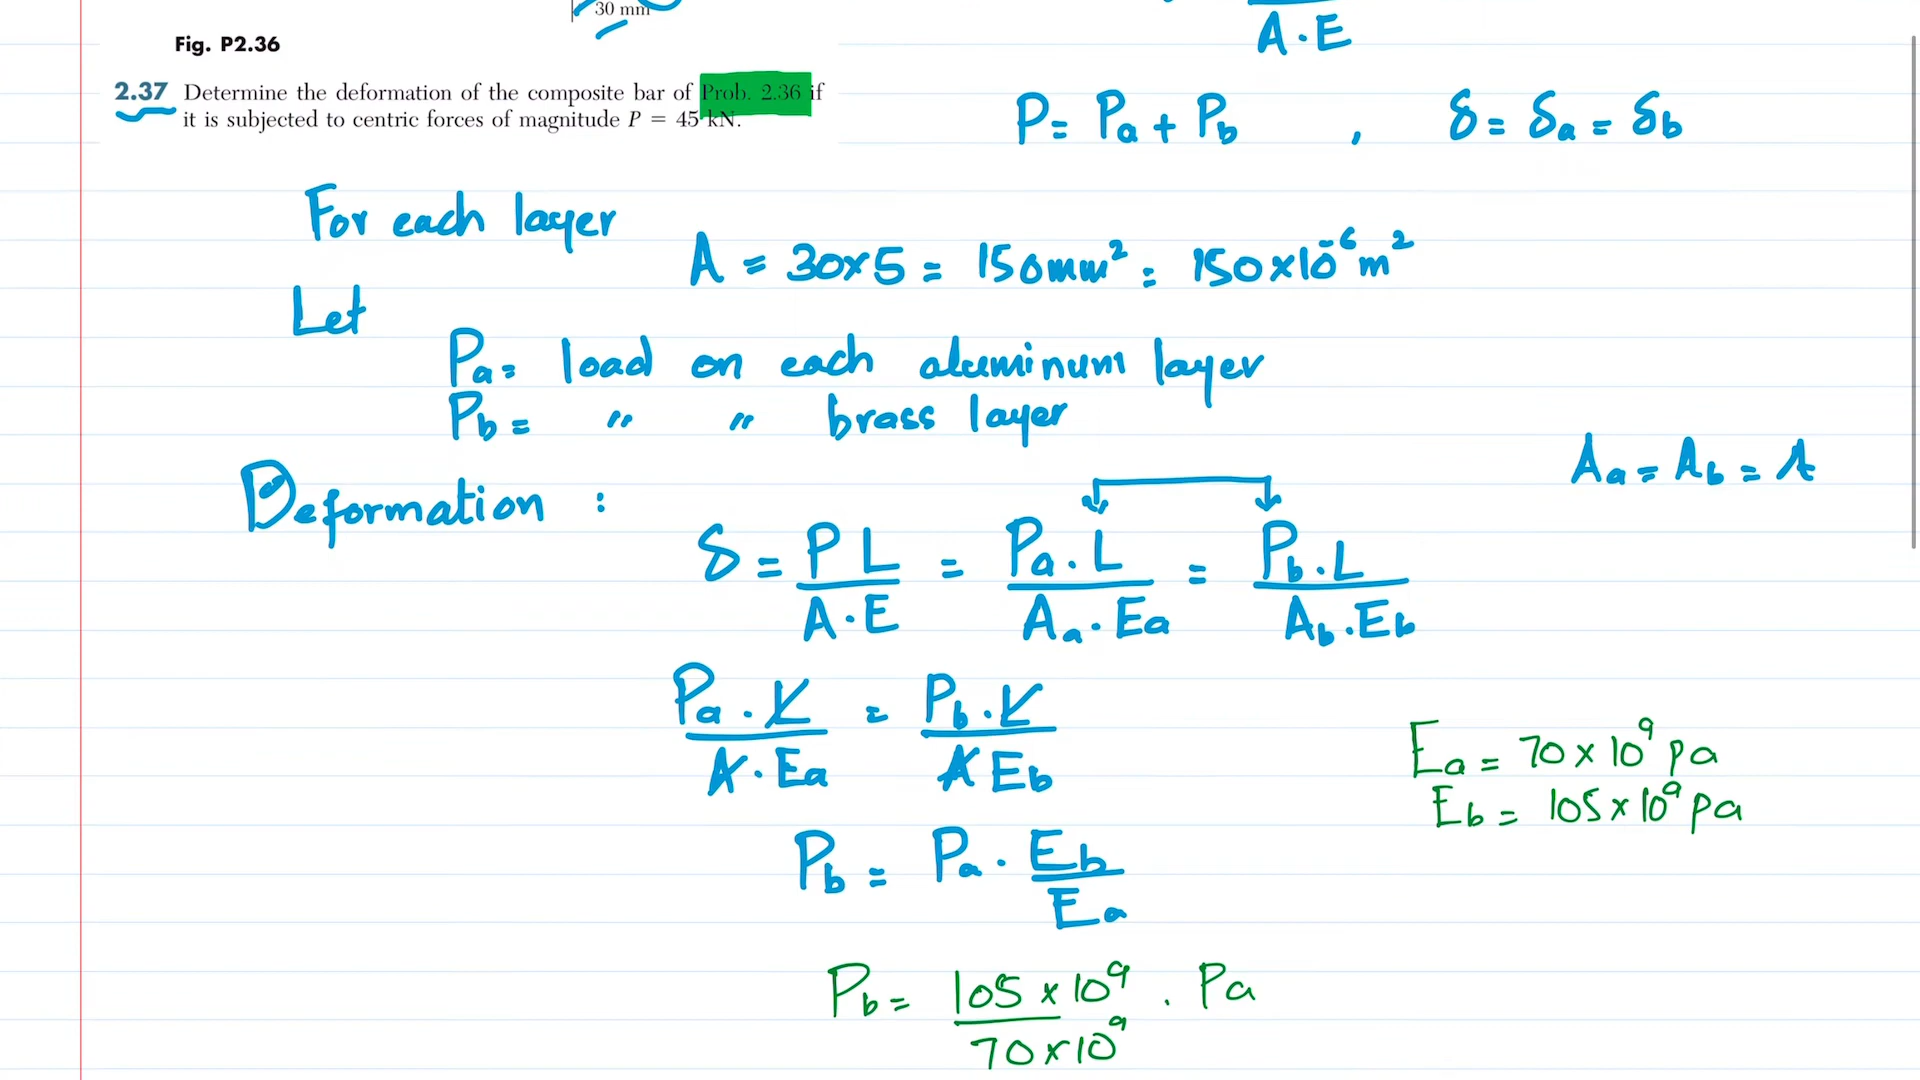 30 mm
A · E
Fig. P2.36
2.37 Determine the deformation of the composite bar of Prob. 2.36 if
it is subjected to centric forces of magnitude P = 45 kN.
P = Pa + Pb , δ = δa = δb
For each layer
A = 30×5 = 150mm² = 150×10⁻⁶ m²
Let
Pa = load on each aluminum layer
Pb = " " brass layer
Aa = Ab = A
Deformation :
δ = P L / A · E = Pa · L / Aa · Ea = Pb · L / Ab · Eb
Pa · L / A · Ea = Pb · L / A Eb
Ea = 70 × 10⁹ pa
Eb = 105 × 10⁹ pa
Pb = Pa · Eb / Ea
Pb = 105 × 10⁹ / 70 × 10⁹ · Pa